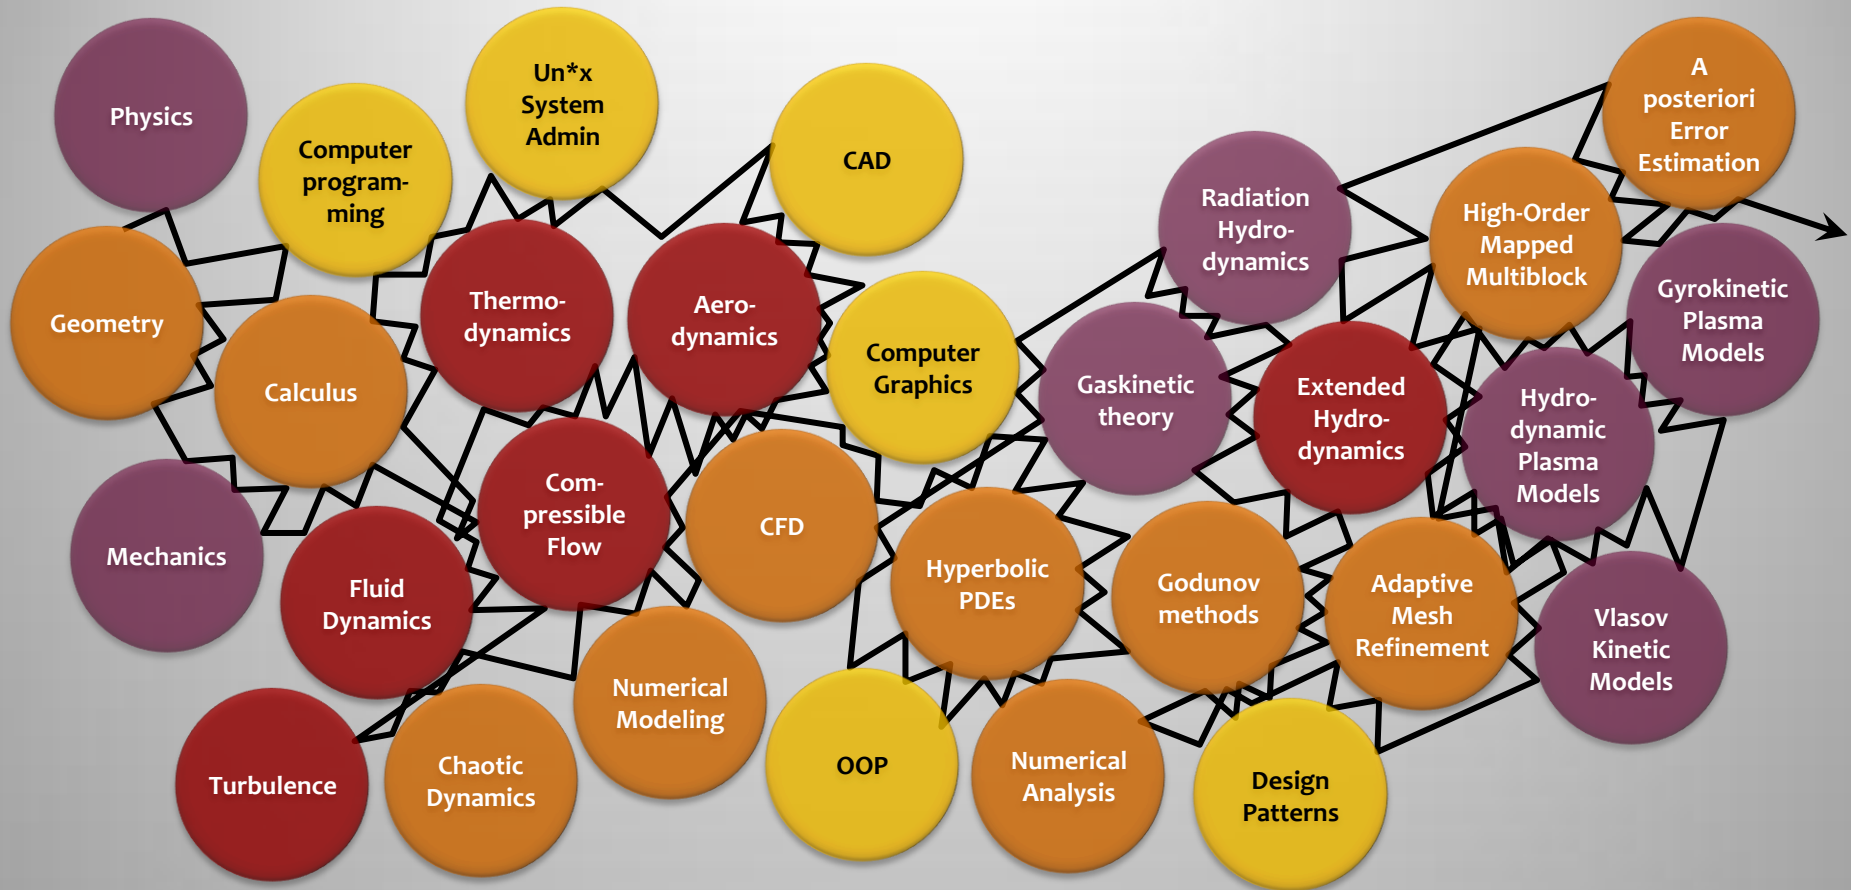 Physics
Computer
program-
ming
Un*x
System
Admin
CAD
A
posteriori
Error
Estimation
Radiation
Hydro-
dynamics
High-Order
Mapped
Multiblock
Geometry
Thermo-
dynamics
Aero-
dynamics
Gyrokinetic
Plasma
Models
Calculus
Computer
Graphics
Gaskinetic
theory
Extended
Hydro-
dynamics
Hydro-
dynamic
Plasma
Models
Mechanics
Com-
pressible
Flow
CFD
Fluid
Dynamics
Hyperbolic
PDEs
Godunov
methods
Adaptive
Mesh
Refinement
Vlasov
Kinetic
Models
Numerical
Modeling
Turbulence
Chaotic
Dynamics
OOP
Numerical
Analysis
Design
Patterns